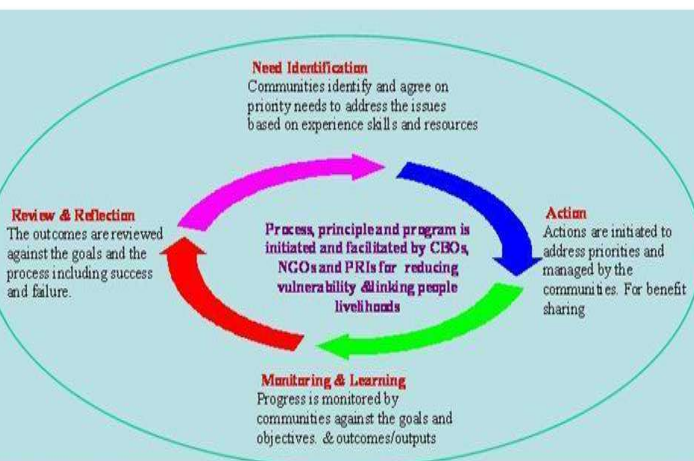 Need Identification
Communities identify and agree on
priority needs to address the issues
based on experience skills and resources
Action
Actions are initiated to
address priorities and
managed by the
communities. For benefit
sharing
Monitoring & Learning
Progress is monitored by
communities against the goals and
objectives. & outcomes/outputs
Review & Reflection
The outcomes are reviewed
against the goals and the
process including success
and failure.
Process, principle and program is
initiated and facilitated by CBOs,
NGOs and PRIs for reducing
vulnerability &linking people
livelihoods